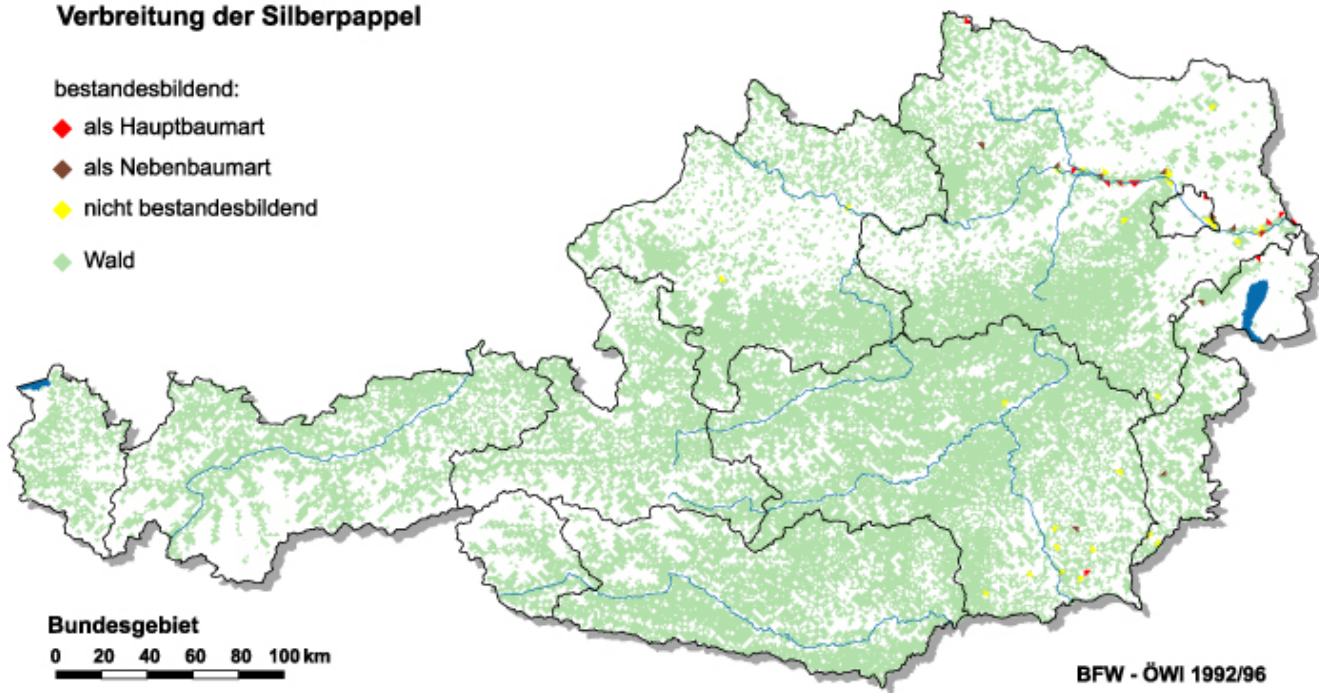 Verbreitung der Silberpappel
bestandesbildend:
als Hauptbaumart
als Nebenbaumart
nicht bestandesbildend
Wald
Bundesgebiet
0 20 40 60 80 100 km
BFW - ÖWI 1992/96